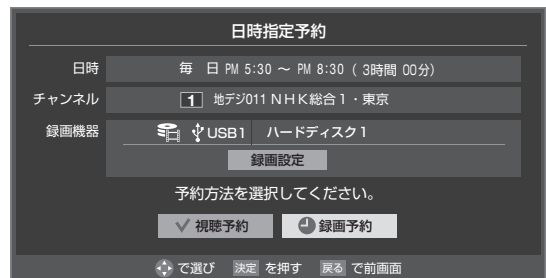 日時指定予約
日時 毎 日 PM 5:30 ～ PM 8:30 ( 3時間 00分)
チャンネル 1 地デジ011 NHK総合1・東京
録画機器 USB1 ハードディスク1
録画設定
予約方法を選択してください。
視聴予約 録画予約
で選び 決定 を押す 戻る で前画面